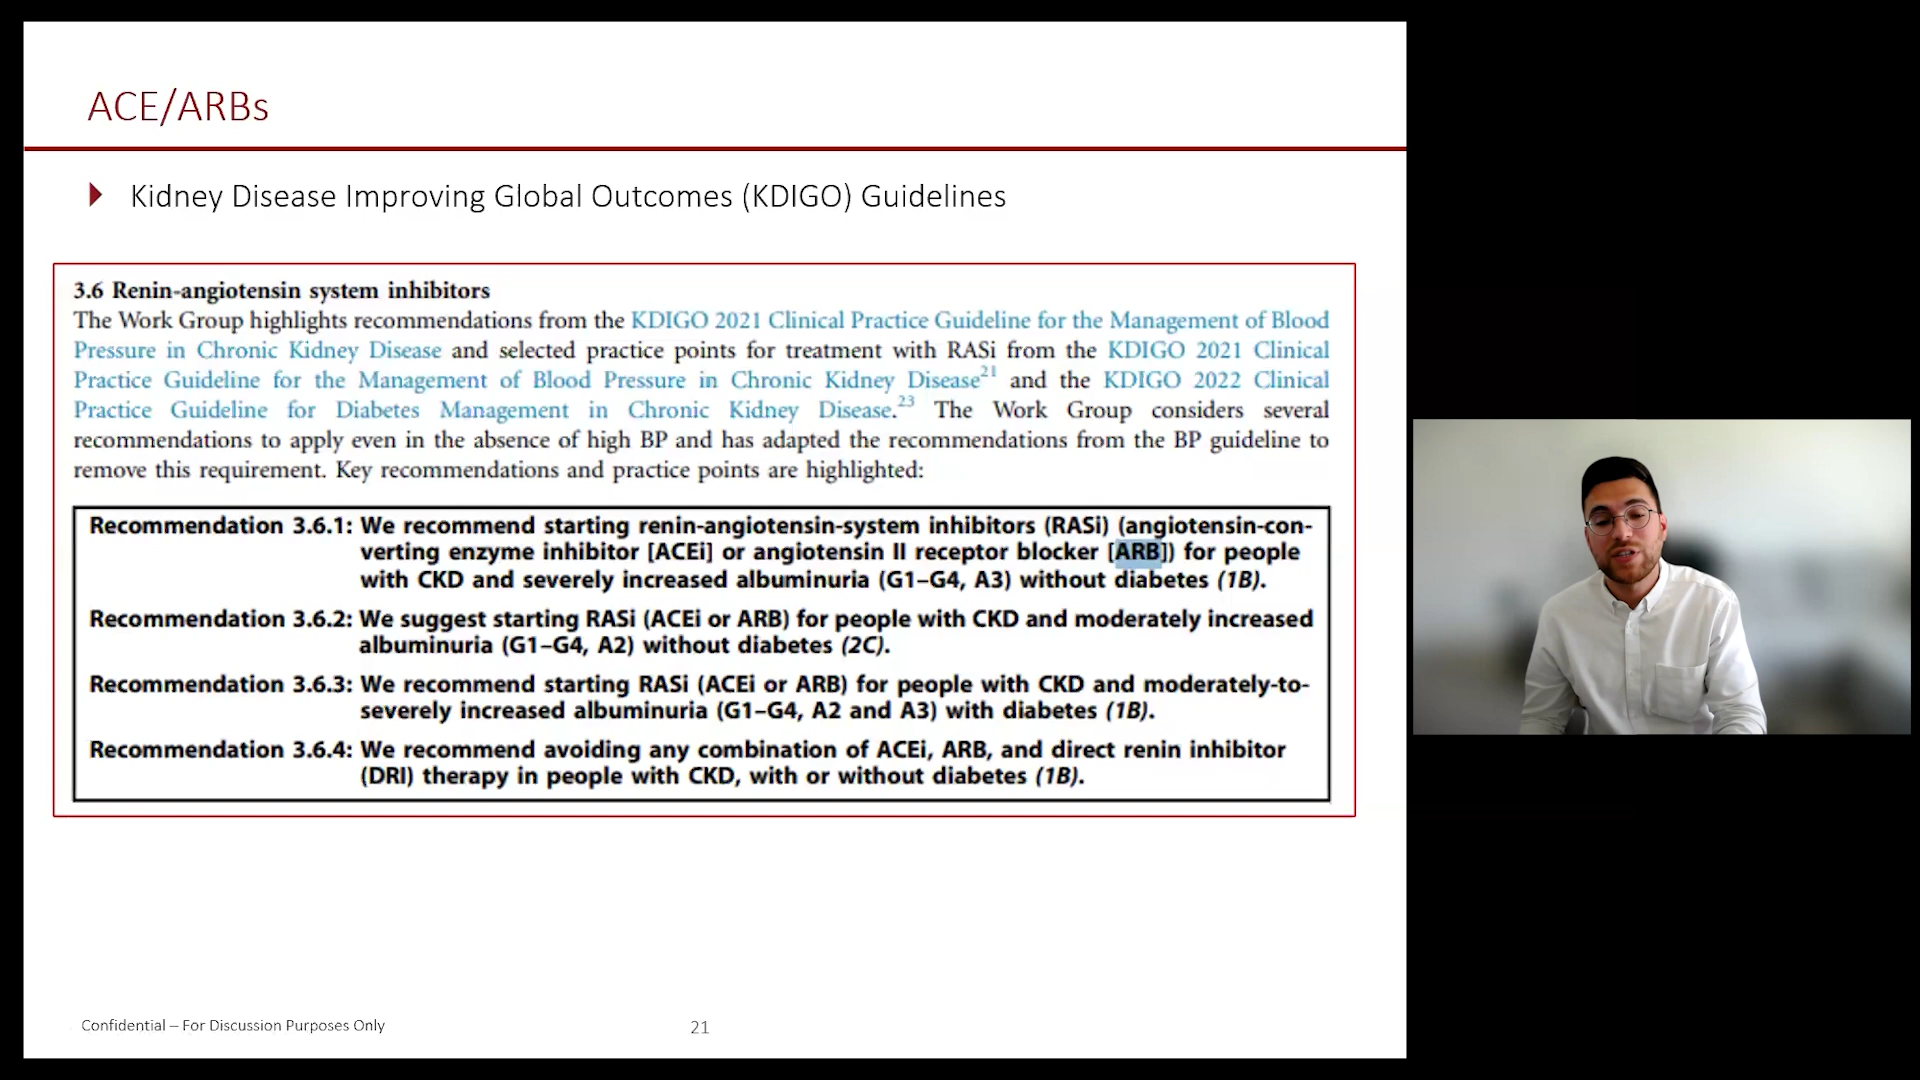 ACE/ARBs
Kidney Disease Improving Global Outcomes (KDIGO) Guidelines
3.6 Renin-angiotensin system inhibitors
The Work Group highlights recommendations from the KDIGO 2021 Clinical Practice Guideline for the Management of Blood
Pressure in Chronic Kidney Disease and selected practice points for treatment with RASi from the KDIGO 2021 Clinical
Practice Guideline for the Management of Blood Pressure in Chronic Kidney Disease21 and the KDIGO 2022 Clinical
Practice Guideline for Diabetes Management in Chronic Kidney Disease.23 The Work Group considers several
recommendations to apply even in the absence of high BP and has adapted the recommendations from the BP guideline to
remove this requirement. Key recommendations and practice points are highlighted:
Recommendation 3.6.1: We recommend starting renin-angiotensin-system inhibitors (RASi) (angiotensin-con-
verting enzyme inhibitor [ACEi] or angiotensin II receptor blocker [ARB]) for people
with CKD and severely increased albuminuria (G1–G4, A3) without diabetes (1B).
Recommendation 3.6.2: We suggest starting RASi (ACEi or ARB) for people with CKD and moderately increased
albuminuria (G1–G4, A2) without diabetes (2C).
Recommendation 3.6.3: We recommend starting RASi (ACEi or ARB) for people with CKD and moderately-to-
severely increased albuminuria (G1–G4, A2 and A3) with diabetes (1B).
Recommendation 3.6.4: We recommend avoiding any combination of ACEi, ARB, and direct renin inhibitor
(DRI) therapy in people with CKD, with or without diabetes (1B).
Confidential – For Discussion Purposes Only
21